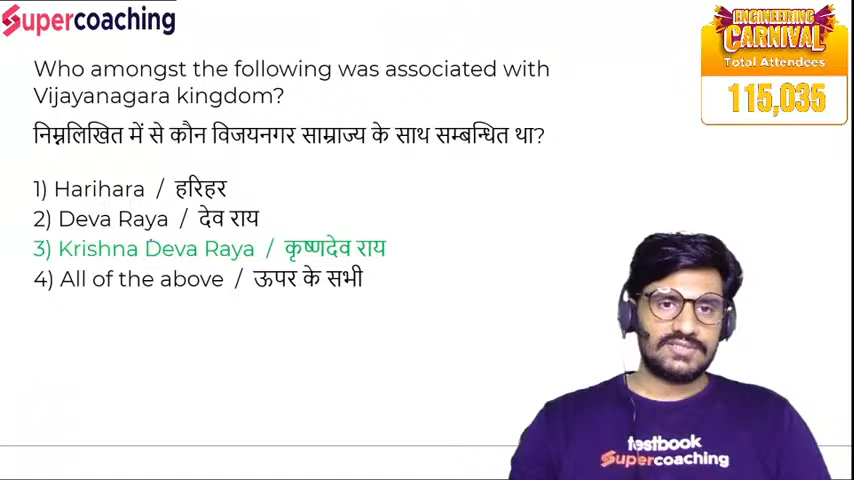 Supercoaching
ENGINEERING
CARNIVAL
Total Attendees
115,035
Who amongst the following was associated with
Vijayanagara kingdom?
निम्नलिखित में से कौन विजयनगर साम्राज्य के साथ सम्बन्धित था?
1) Harihara / हरिहर
2) Deva Raya / देव राय
3) Krishna Deva Raya / कृष्णदेव राय
4) All of the above / ऊपर के सभी
testbook
Supercoaching